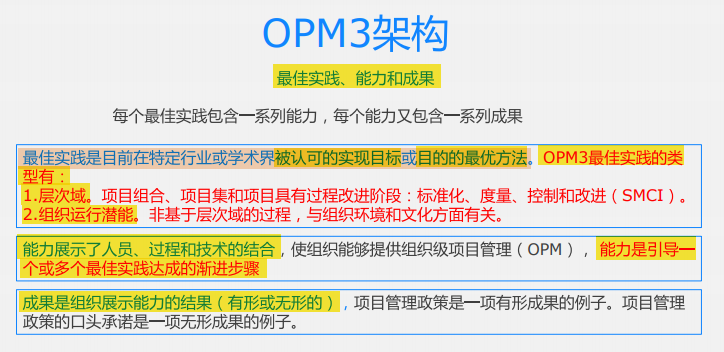 OPM3架构
最佳实践、能力和成果
每个最佳实践包含一系列能力，每个能力又包含一系列成果
最佳实践是目前在特定行业或学术界被认可的实现目标或目的的最优方法。OPM3最佳实践的类
型有：
1.层次域。项目组合、项目集和项目具有过程改进阶段：标准化、度量、控制和改进（SMCI）。
2.组织运行潜能。非基于层次域的过程，与组织环境和文化方面有关。
能力展示了人员、过程和技术的结合，使组织能够提供组织级项目管理（OPM），能力是引导一
个或多个最佳实践达成的渐进步骤
成果是组织展示能力的结果（有形或无形的），项目管理政策是一项有形成果的例子。项目管理
政策的口头承诺是一项无形成果的例子。